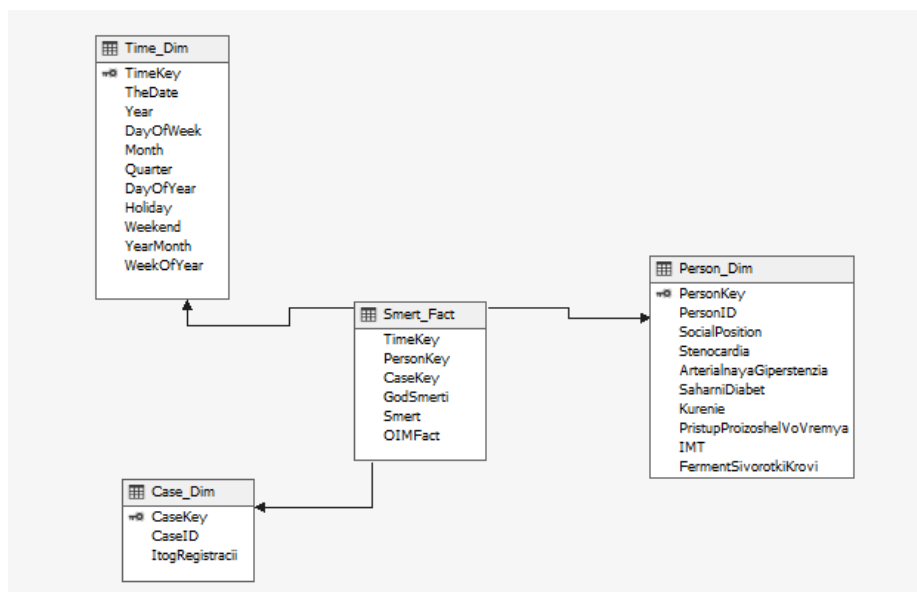 Time_Dim
TimeKey
TheDate
Year
DayOfWeek
Month
Quarter
DayOfYear
Holiday
Weekend
YearMonth
WeekOfYear
Person_Dim
PersonKey
PersonID
SocialPosition
Stenocardia
ArterialnayaGiperstenzia
SaharniDiabet
Kurenie
PristupProizoshelVoVremya
IMT
FermentSivorotkiKrovi
Smert_Fact
TimeKey
PersonKey
CaseKey
GodSmerti
Smert
OIMFact
Case_Dim
CaseKey
CaseID
ItogRegistracii